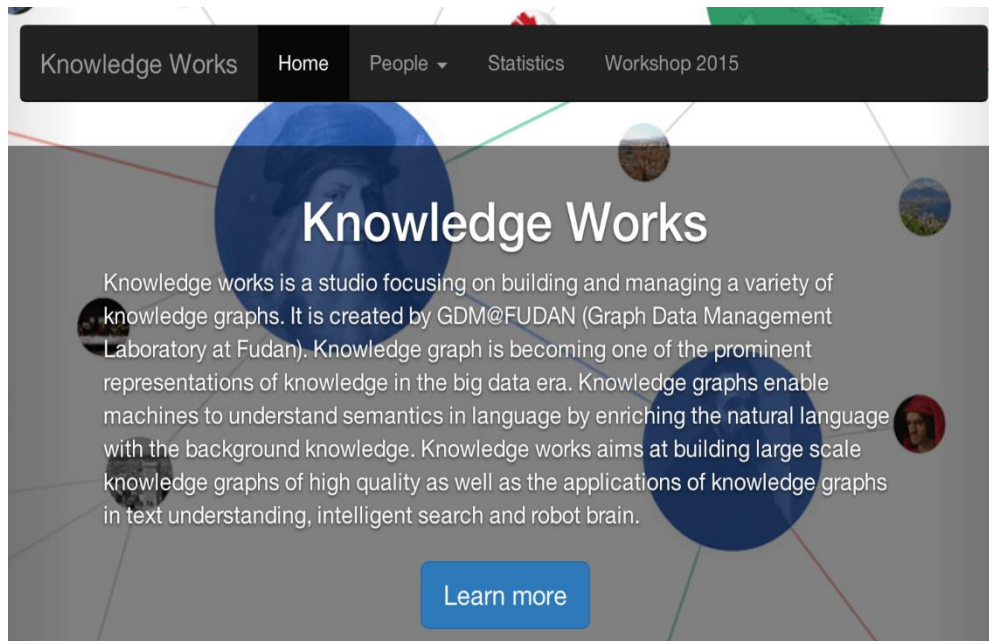 Knowledge Works Home People Statistics Workshop 2015
Knowledge Works
Knowledge works is a studio focusing on building and managing a variety of
knowledge graphs. It is created by GDM@FUDAN (Graph Data Management
Laboratory at Fudan). Knowledge graph is becoming one of the prominent
representations of knowledge in the big data era. Knowledge graphs enable
machines to understand semantics in language by enriching the natural language
with the background knowledge. Knowledge works aims at building large scale
knowledge graphs of high quality as well as the applications of knowledge graphs
in text understanding, intelligent search and robot brain.
Learn more